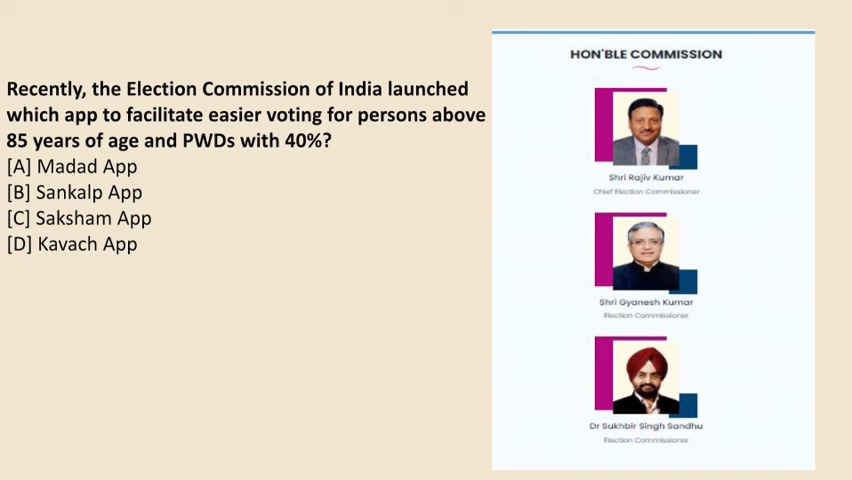 Recently, the Election Commission of India launched
which app to facilitate easier voting for persons above
85 years of age and PWDs with 40%?
[A] Madad App
[B] Sankalp App
[C] Saksham App
[D] Kavach App
HON'BLE COMMISSION
Shri Rajiv Kumar
Chief Election Commissioner
Shri Gyanesh Kumar
Election Commissioner
Dr Sukhbir Singh Sandhu
Election Commissioner